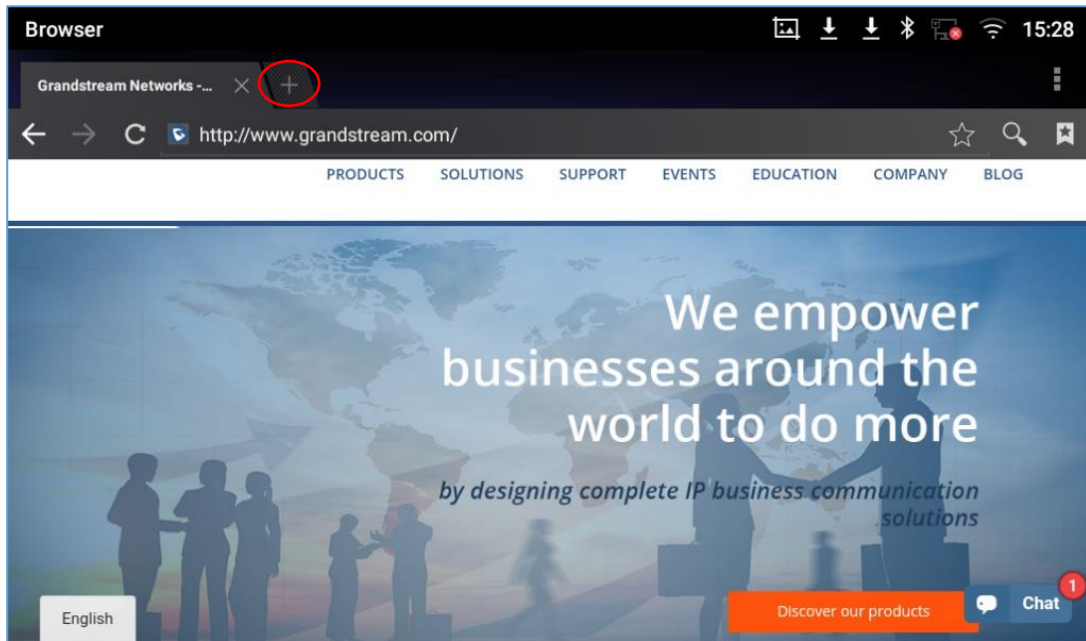 Browser
15:28
Grandstream Networks -...
http://www.grandstream.com/
PRODUCTS SOLUTIONS SUPPORT EVENTS EDUCATION COMPANY BLOG
We empower
businesses around the
world to do more
by designing complete IP business communication
solutions
English
Discover our products
Chat
1